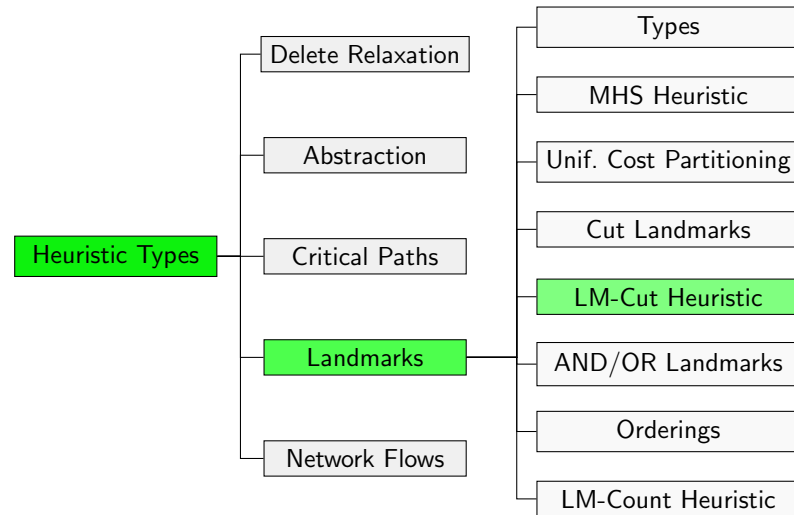 Heuristic Types
Delete Relaxation
Abstraction
Critical Paths
Landmarks
Network Flows
Types
MHS Heuristic
Unif. Cost Partitioning
Cut Landmarks
LM-Cut Heuristic
AND/OR Landmarks
Orderings
LM-Count Heuristic